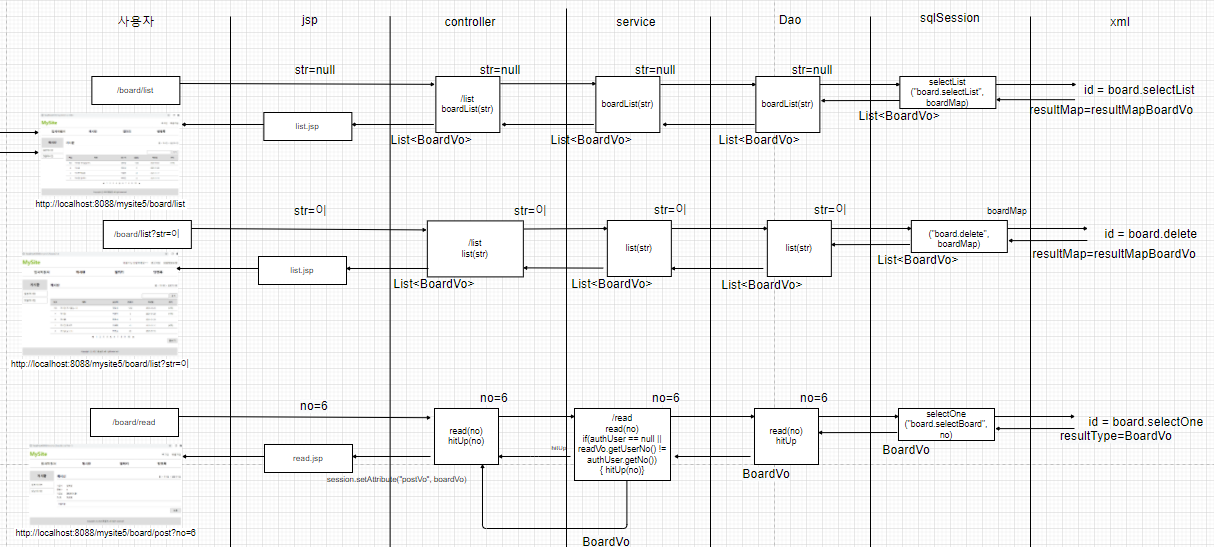 사용자
jsp
controller
service
Dao
sqlSession
xml
/board/list
str=null
/list
boardList(str)
str=null
boardList(str)
str=null
boardList(str)
str=null
selectList
("board.selectList",
boardMap)
id = board.selectList
resultMap=resultMapBoardVo
list.jsp
List<BoardVo>
List<BoardVo>
List<BoardVo>
List<BoardVo>
MySite
http://localhost:8088/mysite5/board/list
/board/list?str=이
str=이
/list
list(str)
str=이
list(str)
str=이
list(str)
str=이
boardMap
("board.delete",
boardMap)
id = board.delete
resultMap=resultMapBoardVo
list.jsp
List<BoardVo>
List<BoardVo>
List<BoardVo>
List<BoardVo>
MySite
http://localhost:8088/mysite5/board/list?str=이
/board/read
no=6
read(no)
hitUp(no)
no=6
/read
read(no)
if(authUser == null ||
readVo.getUserNo() !=
authUser.getNo())
{ hitUp(no)}
no=6
read(no)
hitUp
no=6
selectOne
("board.selectBoard",
no)
id = board.selectOne
resultType=BoardVo
read.jsp
hitUp
BoardVo
BoardVo
session.setAttribute("postVo", boardVo)
MySite
http://localhost:8088/mysite5/board/post?no=6
BoardVo